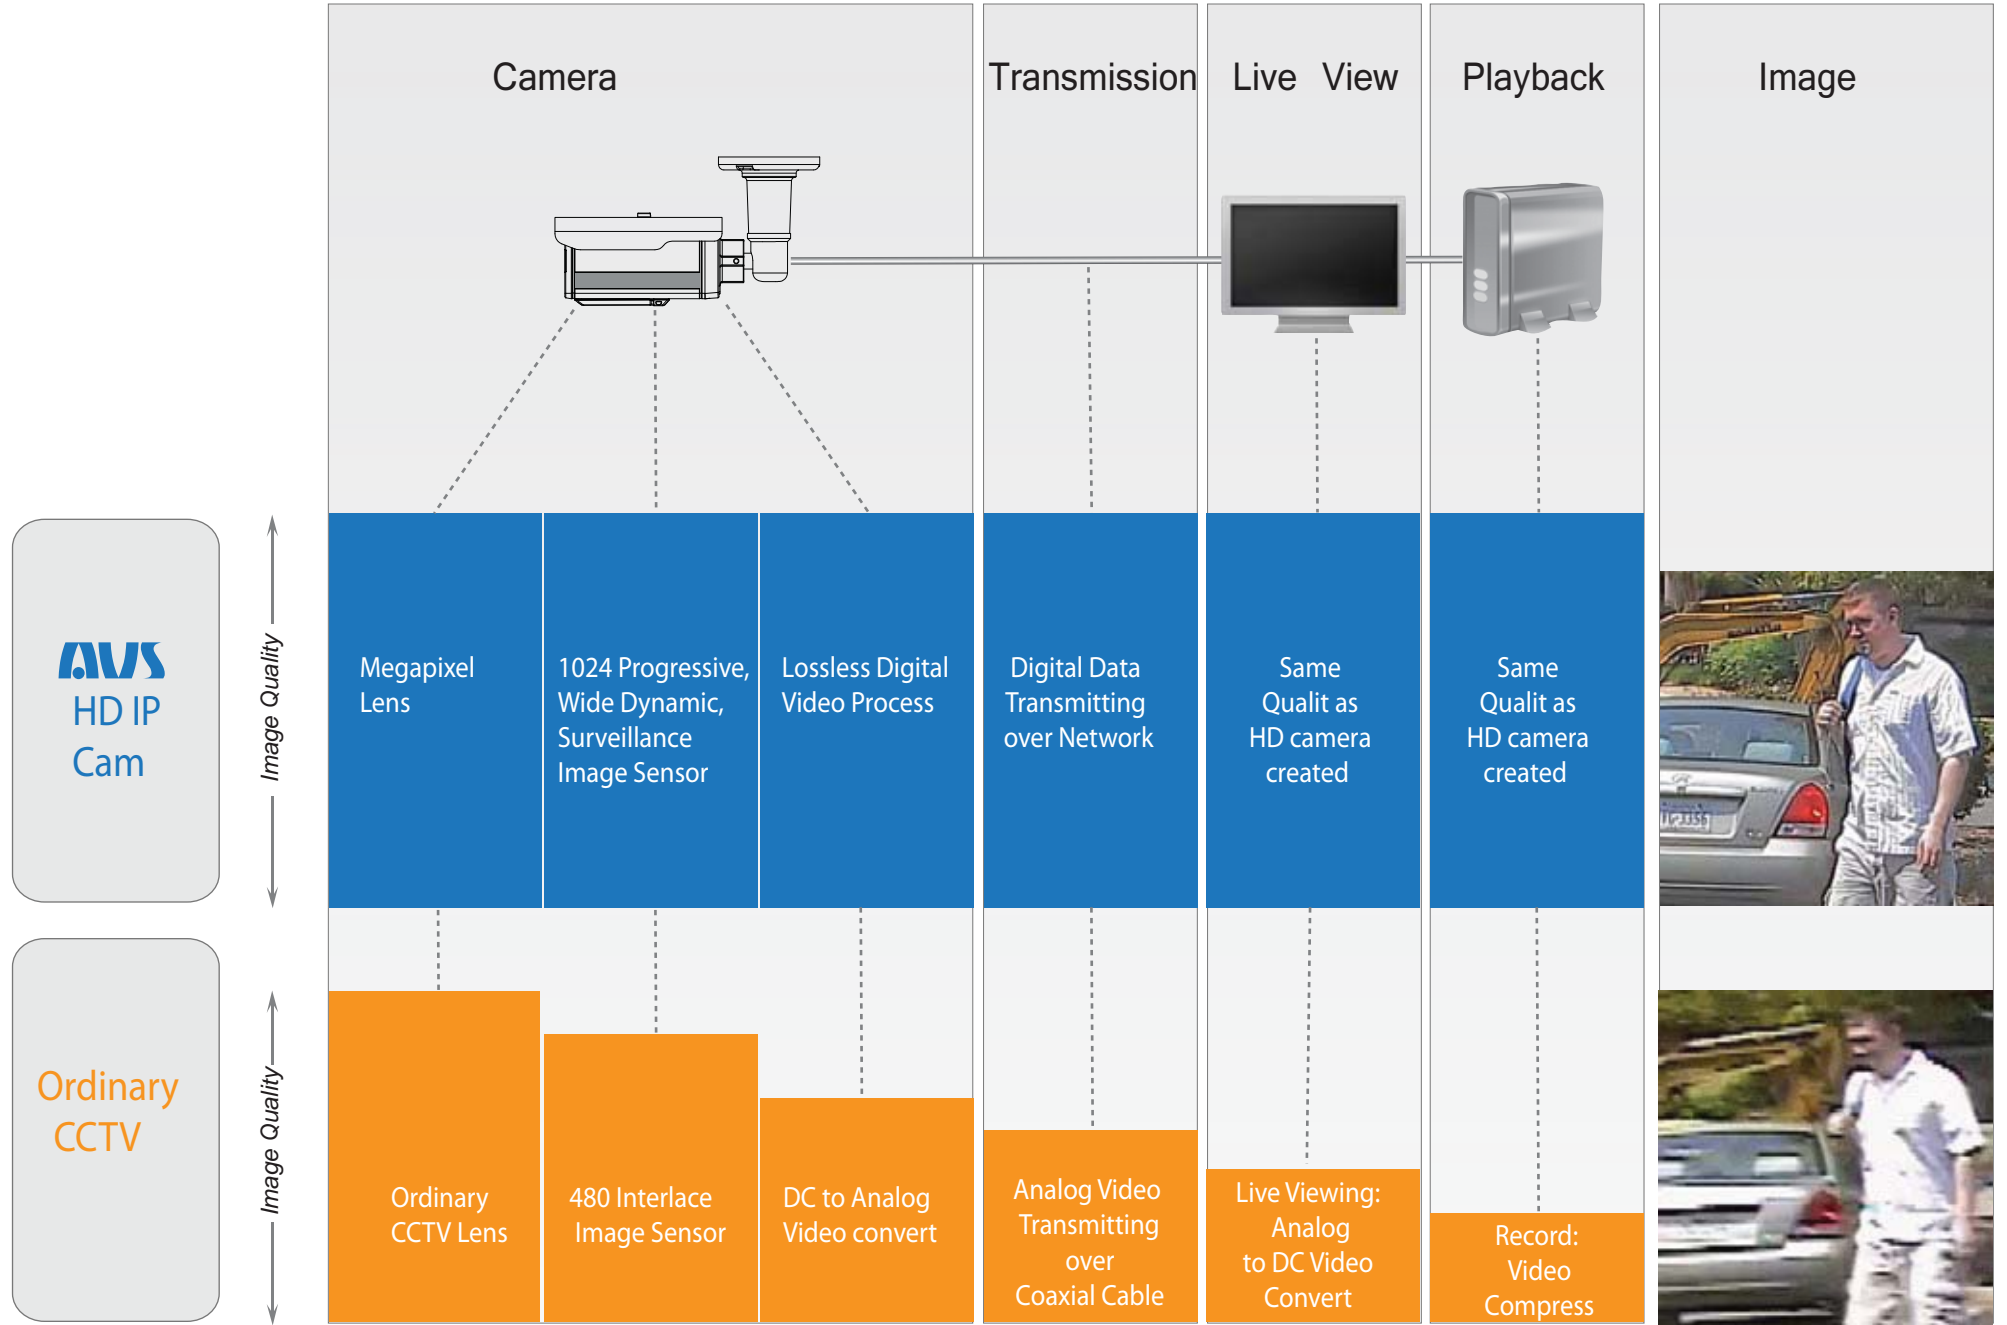 Camera
Transmission
Live View
Playback
Image
AVS
HD IP
Cam
Image Quality
Megapixel
Lens
1024 Progressive,
Wide Dynamic,
Surveillance
Image Sensor
Lossless Digital
Video Process
Digital Data
Transmitting
over Network
Same
Qualit as
HD camera
created
Same
Qualit as
HD camera
created
Ordinary
CCTV
Image Quality
Ordinary
CCTV Lens
480 Interlace
Image Sensor
DC to Analog
Video convert
Analog Video
Transmitting
over
Coaxial Cable
Live Viewing:
Analog
to DC Video
Convert
Record:
Video
Compress